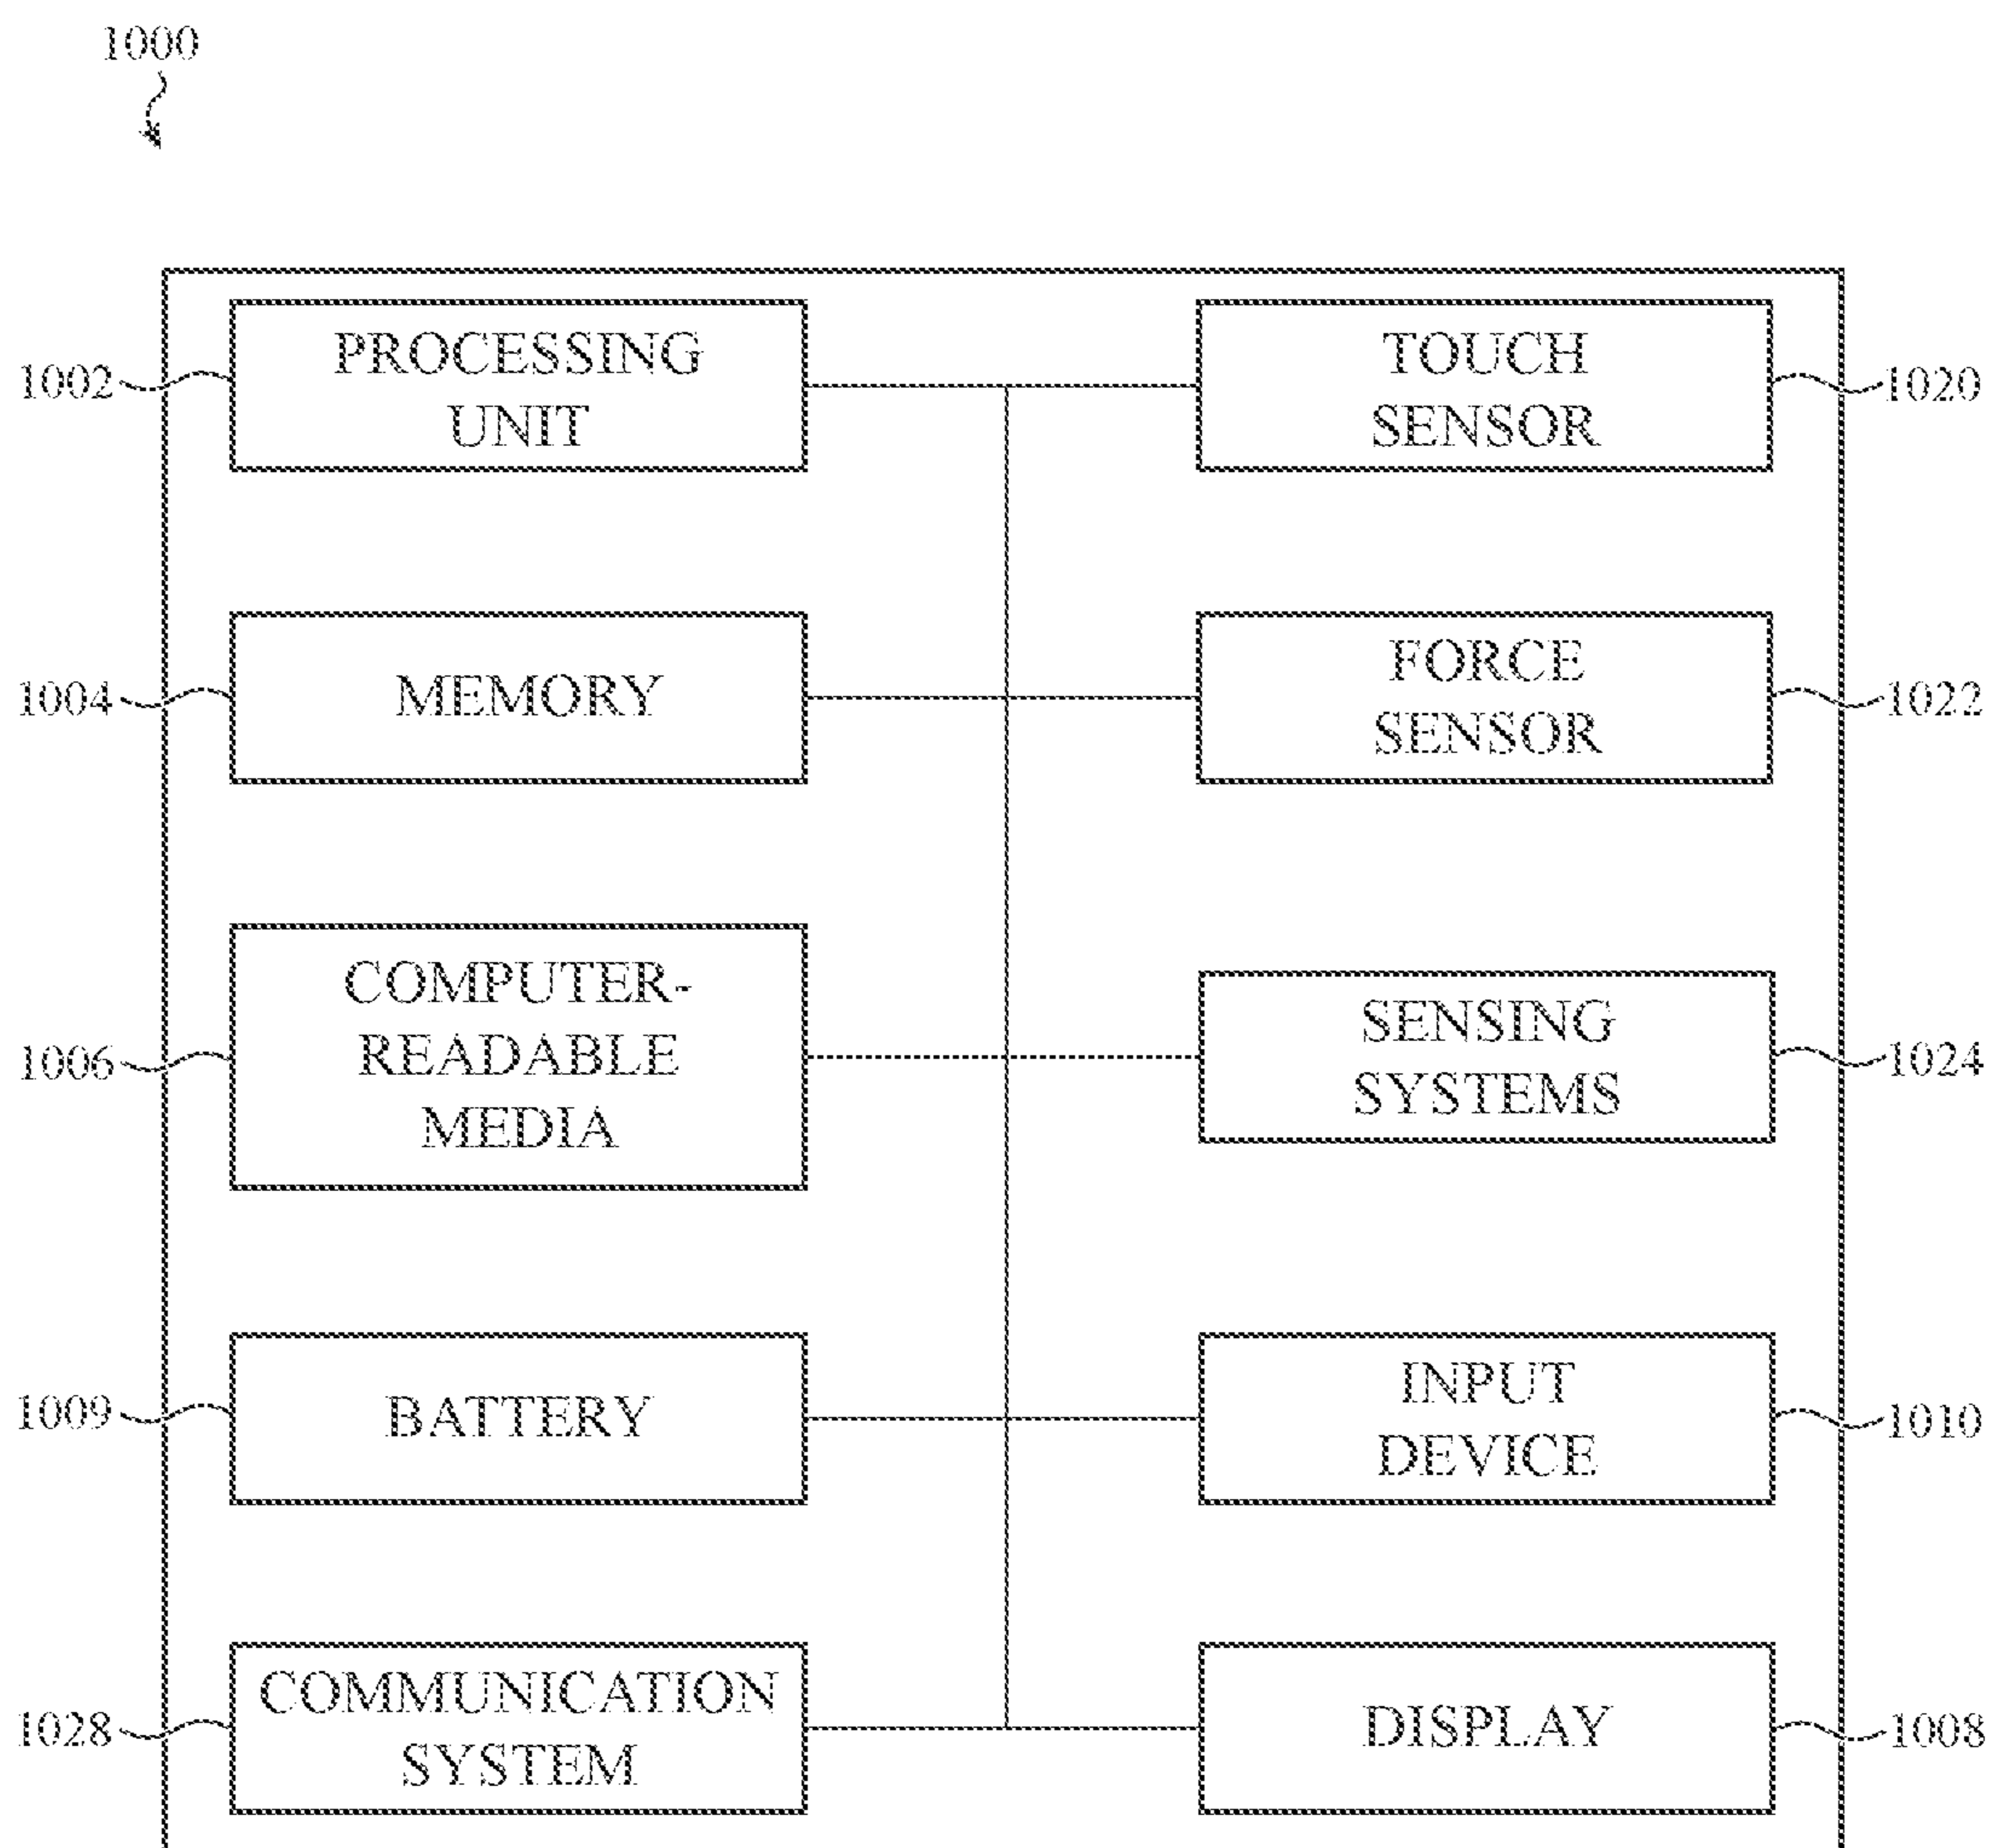 1000
1002
PROCESSING
UNIT
TOUCH
SENSOR
1020
1004
MEMORY
FORCE
SENSOR
1022
1006
COMPUTER-
READABLE
MEDIA
SENSING
SYSTEMS
1024
1009
BATTERY
INPUT
DEVICE
1010
1028
COMMUNICATION
SYSTEM
DISPLAY
1008